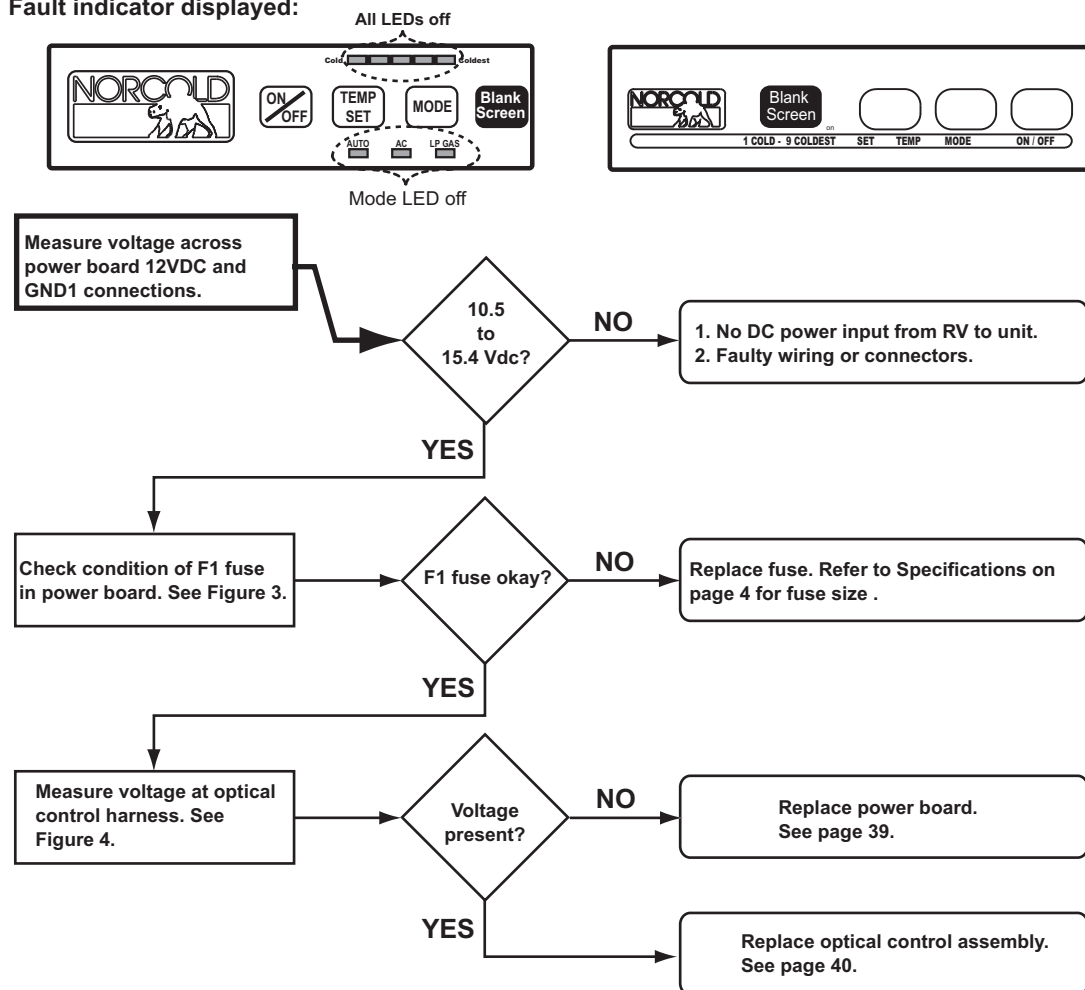 Fault indicator displayed:
All LEDs off
Cold
Coldest
NORCOLD
ON
OFF
TEMP
SET
MODE
Blank
Screen
AUTO
AC
LP GAS
Mode LED off
NORCOLD
Blank
Screen
on
1 COLD - 9 COLDEST
SET
TEMP
MODE
ON / OFF
Measure voltage across
power board 12VDC and
GND1 connections.
10.5
to
15.4 Vdc?
NO
1. No DC power input from RV to unit.
2. Faulty wiring or connectors.
YES
Check condition of F1 fuse
in power board. See Figure 3.
F1 fuse okay?
NO
Replace fuse. Refer to Specifications on
page 4 for fuse size .
YES
Measure voltage at optical
control harness. See
Figure 4.
Voltage
present?
NO
Replace power board.
See page 39.
YES
Replace optical control assembly.
See page 40.